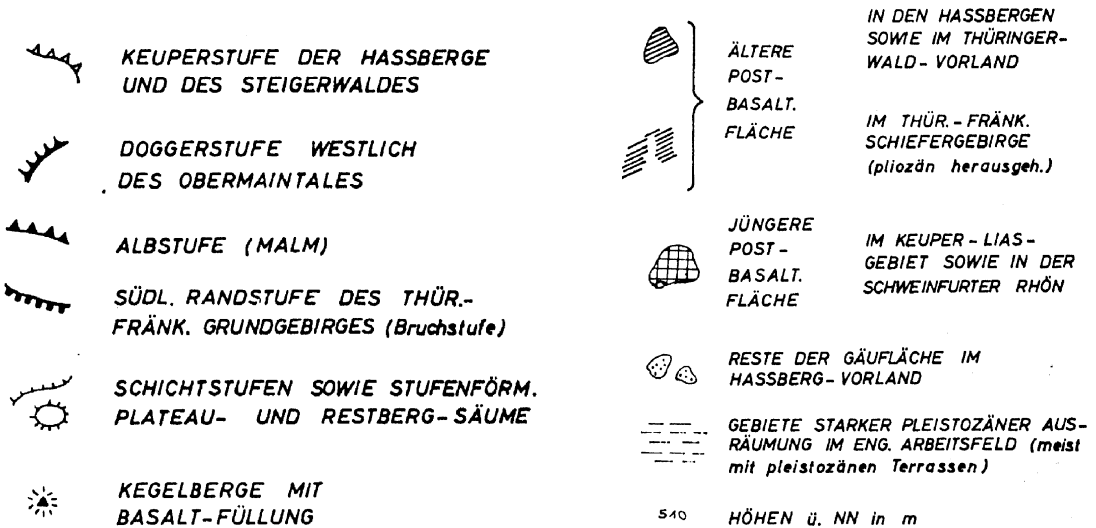 KEUPERSTUFE DER HASSBERGE
UND DES STEIGERWALDES
DOGGERSTUFE WESTLICH
DES OBERMAINTALES
ALBSTUFE (MALM)
SÜDL. RANDSTUFE DES THÜR.-
FRÄNK. GRUNDGEBIRGES (Bruchstufe)
SCHICHTSTUFEN SOWIE STUFENFÖRM.
PLATEAU- UND RESTBERG-SÄUME
KEGELBERGE MIT
BASALT-FÜLLUNG
ÄLTERE
POST-
BASALT.
FLÄCHE
IN DEN HASSBERGEN
SOWIE IM THÜRINGER-
WALD-VORLAND
IM THÜR.-FRÄNK.
SCHIEFERGEBIRGE
(pliozän herausgeh.)
JÜNGERE
POST-
BASALT.
FLÄCHE
IM KEUPER-LIAS-
GEBIET SOWIE IN DER
SCHWEINFURTER RHÖN
RESTE DER GÄUFLÄCHE IM
HASSBERG-VORLAND
GEBIETE STARKER PLEISTOZÄNER AUS-
RÄUMUNG IM ENG. ARBEITSFELD (meist
mit pleistozänen Terrassen)
510 HÖHEN ü. NN in m